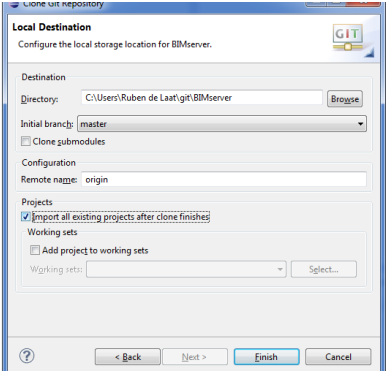 Clone Git Repository
Local Destination
Configure the local storage location for BIMserver.
GIT
Destination
Directory: C:\Users\Ruben de Laat\git\BIMserver Browse
Initial branch: master
Clone submodules
Configuration
Remote name: origin
Projects
Import all existing projects after clone finishes
Working sets
Add project to working sets
Working sets: Select...
< Back Next > Finish Cancel